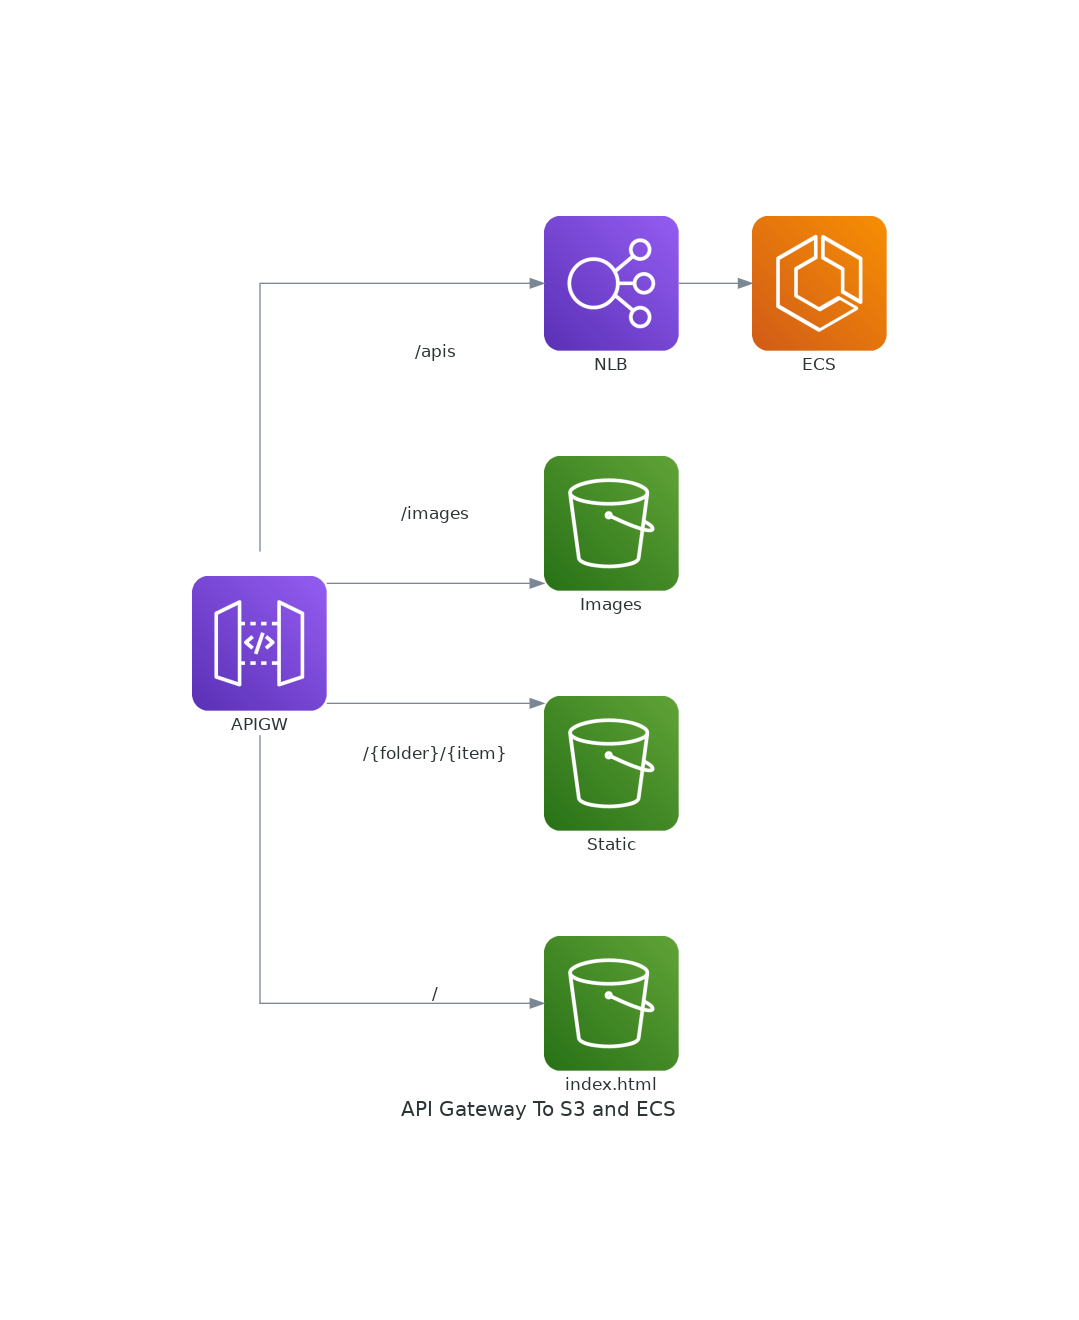 /apis
NLB
ECS
/images
Images
APIGW
/{folder}/{item}
Static
/
index.html
API Gateway To S3 and ECS